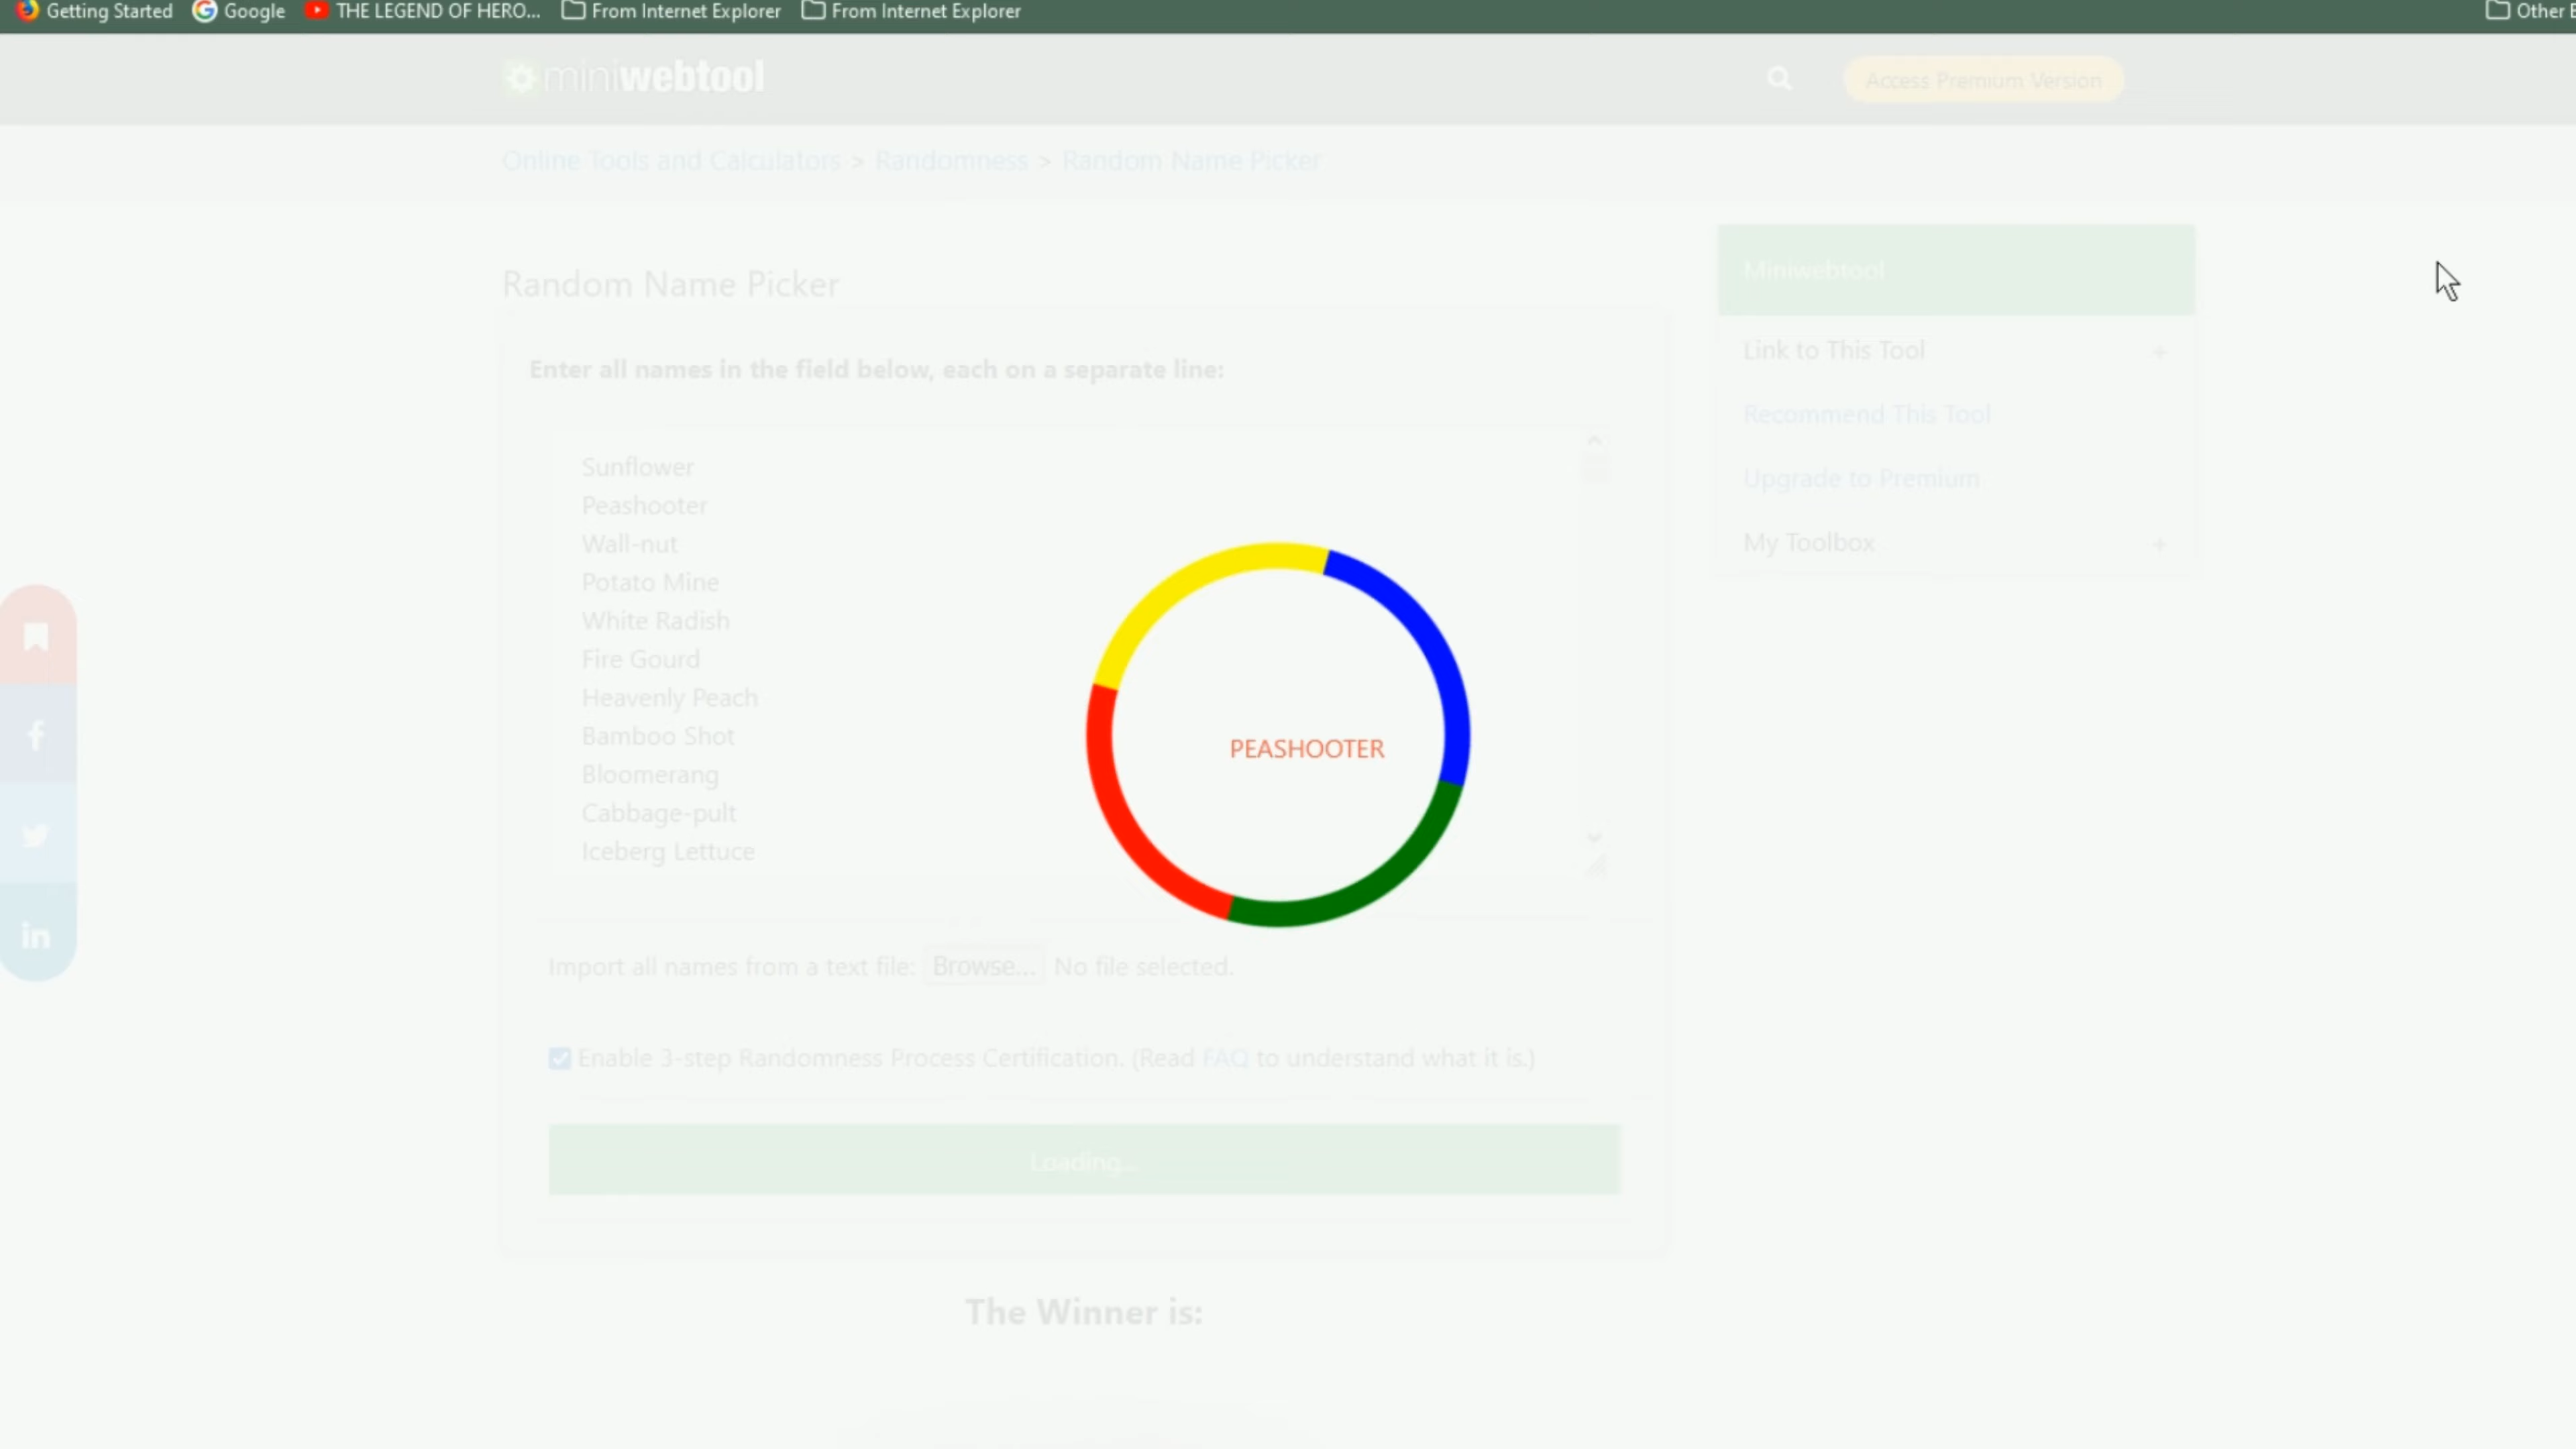 Getting Started Google THE LEGEND OF HERO... From Internet Explorer From Internet Explorer Other
miniwebtool Access Premium Version
Online Tools and Calculators > Randomness > Random Name Picker
Random Name Picker
Miniwebtool
Link to This Tool +
Recommend This Tool
Upgrade to Premium
My Toolbox +
Enter all names in the field below, each on a separate line:
Sunflower
Peashooter
Wall-nut
Potato Mine
White Radish
Fire Gourd
Heavenly Peach
Bamboo Shot
Bloomerang
Cabbage-pult
Iceberg Lettuce
PEASHOOTER
Import all names from a text file: Browse... No file selected.
Enable 3-step Randomness Process Certification. (Read FAQ to understand what it is.)
Loading...
The Winner is:
f
in